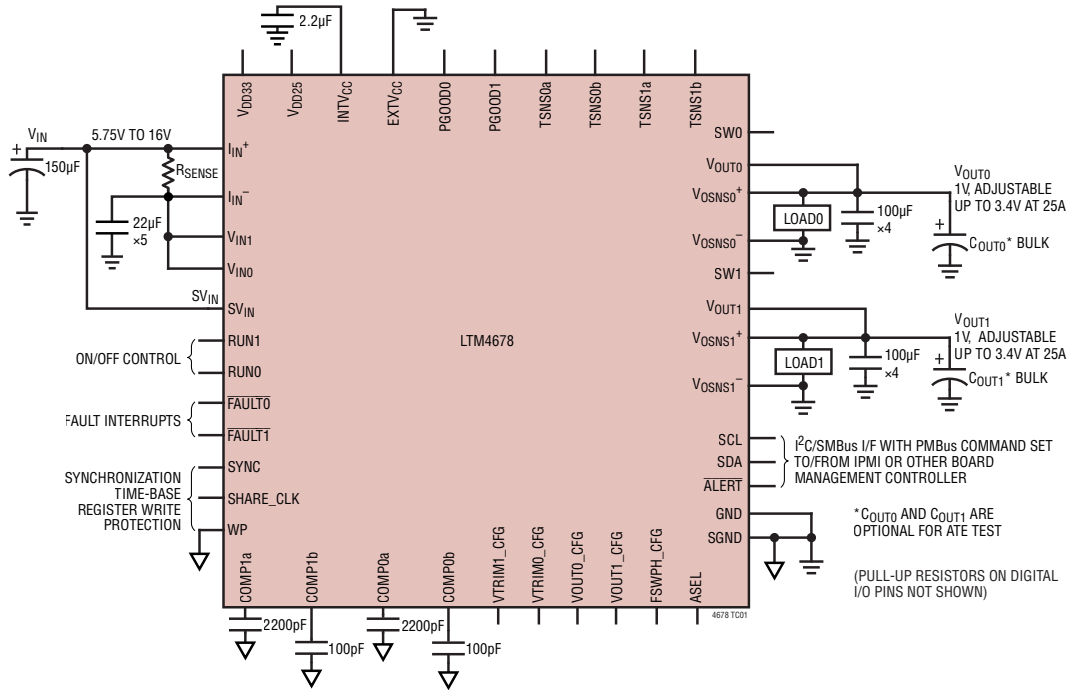 2.2µF
VDD33
VDD25
INTVCC
EXTVCC
PGOOD0
PGOOD1
TSNS0a
TSNS0b
TSNS1a
TSNS1b
VIN
5.75V TO 16V
150µF
RSENSE
22µF
×5
SVIN
IIN+
IIN–
VIN1
VIN0
SVIN
RUN1
RUN0
ON/OFF CONTROL
FAULT0
FAULT1
FAULT INTERRUPTS
SYNC
SHARE_CLK
WP
SYNCHRONIZATION
TIME-BASE
REGISTER WRITE
PROTECTION
LTM4678
SW0
VOUT0
VOSNS0+
VOSNS0–
SW1
VOUT1
VOSNS1+
VOSNS1–
SCL
SDA
ALERT
GND
SGND
LOAD0
100µF
×4
VOUT0
1V, ADJUSTABLE
UP TO 3.4V AT 25A
COUT0* BULK
LOAD1
100µF
×4
VOUT1
1V, ADJUSTABLE
UP TO 3.4V AT 25A
COUT1* BULK
I2C/SMBus I/F WITH PMBus COMMAND SET
TO/FROM IPMI OR OTHER BOARD
MANAGEMENT CONTROLLER
*COUT0 AND COUT1 ARE
OPTIONAL FOR ATE TEST
(PULL-UP RESISTORS ON DIGITAL
I/O PINS NOT SHOWN)
COMP1a
COMP1b
COMP0a
COMP0b
VTRIM1_CFG
VTRIM0_CFG
VOUT0_CFG
VOUT1_CFG
FSWPH_CFG
ASEL
4678 TC01
2200pF
100pF
2200pF
100pF